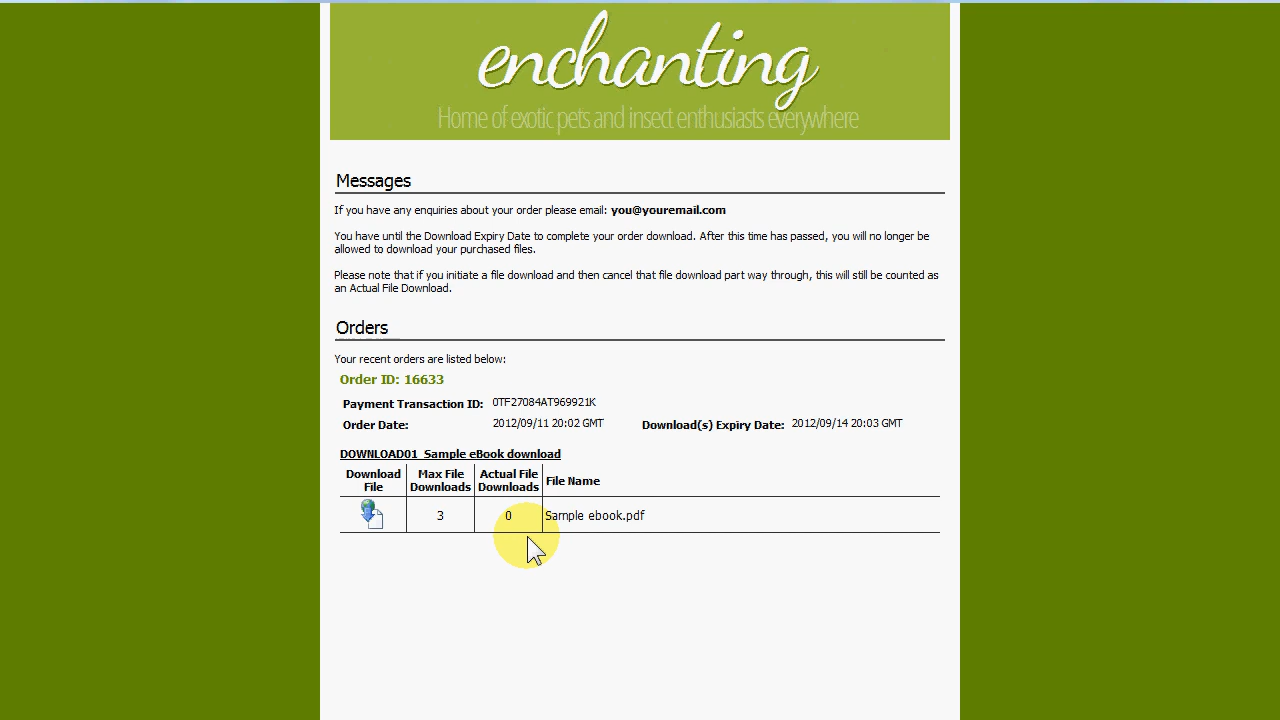 enchanting
Home of exotic pets and insect enthusiasts everywhere
Messages
If you have any enquiries about your order please email: you@youremail.com
You have until the Download Expiry Date to complete your order download. After this time has passed, you will no longer be
allowed to download your purchased files.
Please note that if you initiate a file download and then cancel that file download part way through, this will still be counted as
an Actual File Download.
Orders
Your recent orders are listed below:
Order ID: 16633
Payment Transaction ID: 0TF27084AT969921K
Order Date: 2012/09/11 20:02 GMT Download(s) Expiry Date: 2012/09/14 20:03 GMT
DOWNLOAD01 Sample eBook download
Download Max File Actual File
File Downloads Downloads File Name
3 0 Sample ebook.pdf